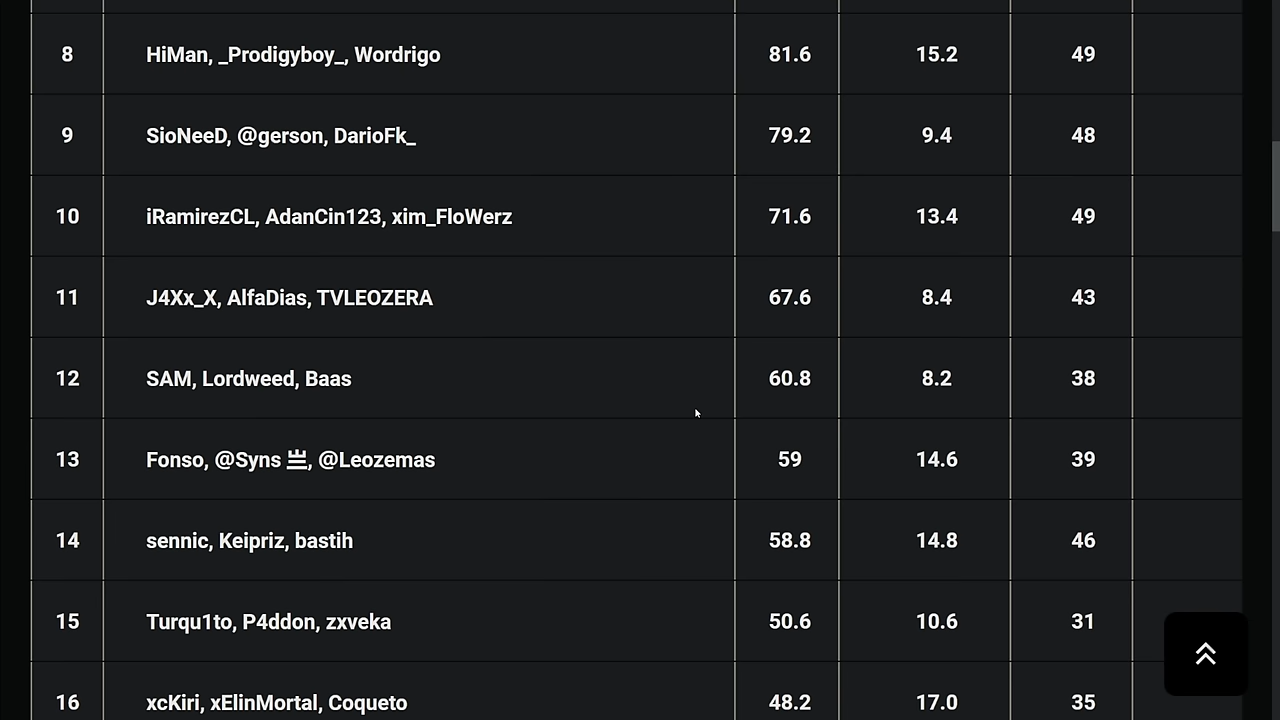 8 HiMan, _Prodigyboy_, Wordrigo 81.6 15.2 49
9 SioNeeD, @gerson, DarioFk_ 79.2 9.4 48
10 iRamirezCL, AdanCin123, xim_FloWerz 71.6 13.4 49
11 J4Xx_X, AlfaDias, TVLEOZERA 67.6 8.4 43
12 SAM, Lordweed, Baas 60.8 8.2 38
13 Fonso, @Syns 亗, @Leozemas 59 14.6 39
14 sennic, Keipriz, bastih 58.8 14.8 46
15 Turqu1to, P4ddon, zxveka 50.6 10.6 31
16 xcKiri, xElinMortal, Coqueto 48.2 17.0 35